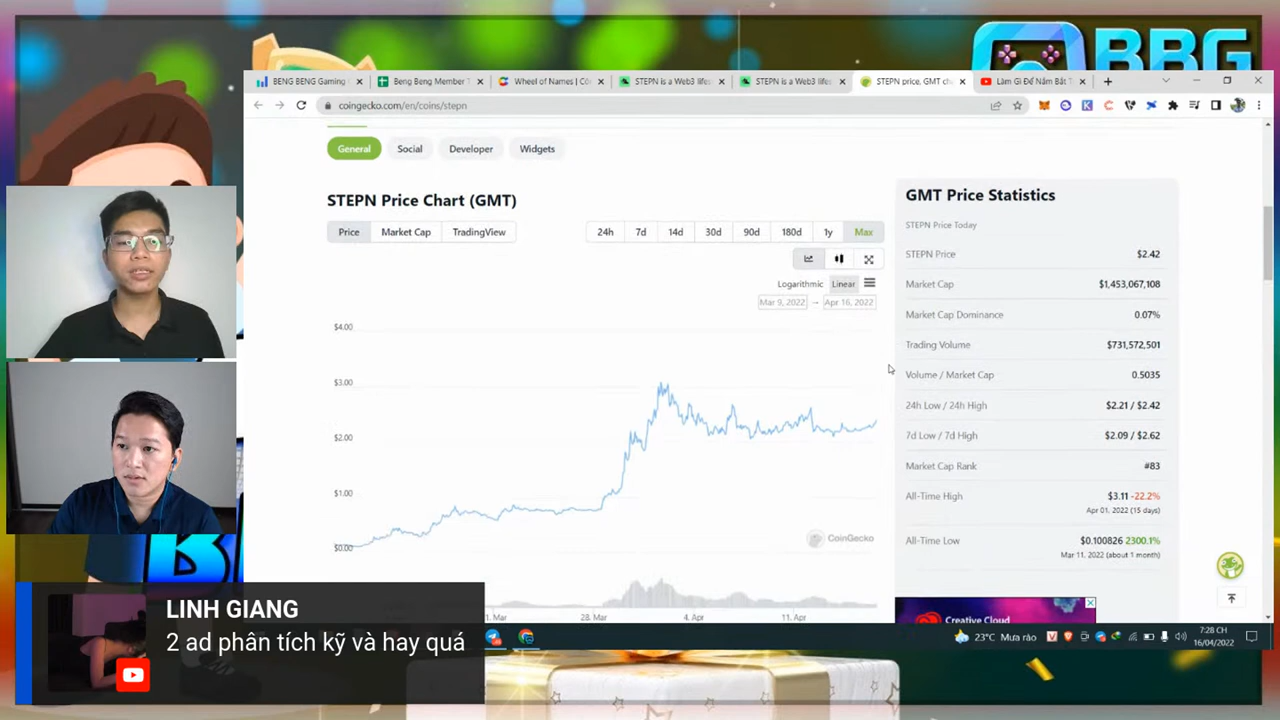 BBG
BENG BENG Gaming
Beng Beng Member T
Wheel of Names | Cô
STEPN is a Web3 lifes
STEPN is a Web3 lifes
STEPN price, GMT ch
Làm Gì Để Nắm Bắt T
coingecko.com/en/coins/stepn
General
Social
Developer
Widgets
STEPN Price Chart (GMT)
Price
Market Cap
TradingView
24h
7d
14d
30d
90d
180d
1y
Max
Logarithmic
Linear
Mar 9, 2022 → Apr 16, 2022
$4.00
$3.00
$2.00
$1.00
$0.00
CoinGecko
28. Mar
4. Apr
11. Apr
GMT Price Statistics
STEPN Price Today
STEPN Price $2.42
Market Cap $1,453,067,108
Market Cap Dominance 0.07%
Trading Volume $731,572,501
Volume / Market Cap 0.5035
24h Low / 24h High $2.21 / $2.42
7d Low / 7d High $2.09 / $2.62
Market Cap Rank #83
All-Time High $3.11 -22.2%
Apr 01, 2022 (15 days)
All-Time Low $0.100826 2300.1%
Mar 11, 2022 (about 1 month)
Creative Cloud
LINH GIANG
2 ad phân tích kỹ và hay quá
23°C Mưa rào
7:28 CH
16/04/2022